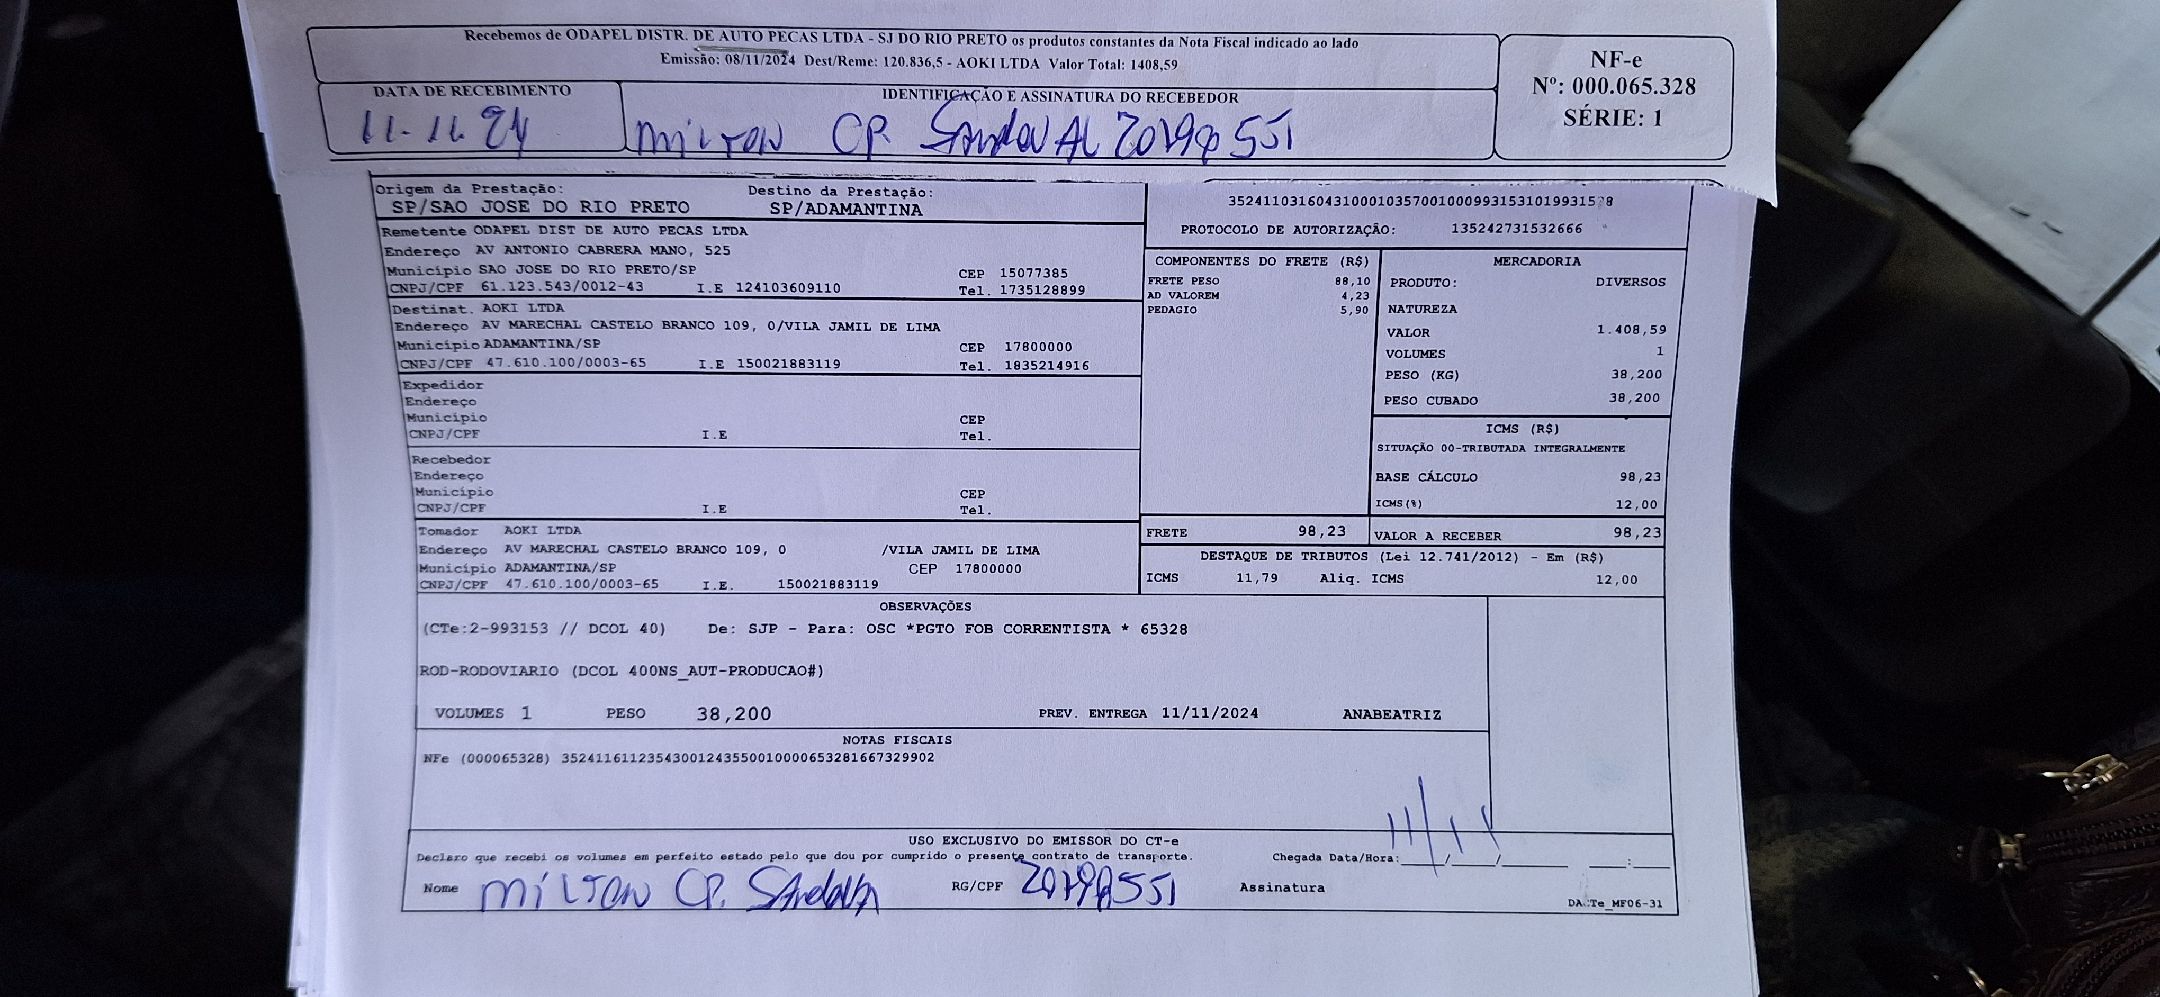 Recebemos de ODAPEL DISTR. DE AUTO PECAS LTDA - SJ DO RIO PRETO os produtos constantes da Nota Fiscal indicado ao lado
Emissão: 08/11/2024 Dest/Reme: 120.836,5 - AOKI LTDA Valor Total: 1408,59
NF-e
Nº: 000.065.328
SÉRIE: 1
DATA DE RECEBIMENTO
11-11.24
IDENTIFICAÇÃO E ASSINATURA DO RECEBEDOR
MILTON CP. SANDOVAL
Origem da Prestação: Destino da Prestação:
SP/SAO JOSE DO RIO PRETO SP/ADAMANTINA
PROTOCOLO DE AUTORIZAÇÃO: 135242731532666
Remetente ODAPEL DIST DE AUTO PECAS LTDA
Endereço AV ANTONIO CABRERA MANO, 525
Município SAO JOSE DO RIO PRETO/SP CEP 15077385
CNPJ/CPF 61.123.543/0012-43 I.E 124103609110 Tel. 1735128899
Destinat. AOKI LTDA
Endereço AV MARECHAL CASTELO BRANCO 109, 0/VILA JAMIL DE LIMA
Município ADAMANTINA/SP CEP 17800000
CNPJ/CPF 47.610.100/0003-65 I.E 150021883119 Tel. 1835214916
Expedidor
Endereço
Município CEP
CNPJ/CPF I.E Tel.
Recebedor
Endereço
Município CEP
CNPJ/CPF I.E Tel.
Tomador AOKI LTDA
Endereço AV MARECHAL CASTELO BRANCO 109, 0 /VILA JAMIL DE LIMA
Município ADAMANTINA/SP CEP 17800000
CNPJ/CPF 47.610.100/0003-65 I.E. 150021883119
COMPONENTES DO FRETE (R$)
FRETE PESO 88,10
AD VALOREM 4,23
PEDAGIO 5,90
MERCADORIA
PRODUTO: DIVERSOS
NATUREZA
VALOR 1.408,59
VOLUMES 1
PESO (KG) 38,200
PESO CUBADO 38,200
ICMS (R$)
SITUAÇÃO 00-TRIBUTADA INTEGRALMENTE
BASE CÁLCULO 98,23
ICMS(%) 12,00
FRETE 98,23 VALOR A RECEBER 98,23
DESTAQUE DE TRIBUTOS (Lei 12.741/2012) - Em (R$)
ICMS 11,79 Aliq. ICMS 12,00
OBSERVAÇÕES
(CTe:2-993153 // DCOL 40) De: SJP - Para: OSC *PGTO FOB CORRENTISTA * 65328
ROD-RODOVIARIO (DCOL 400NS_AUT-PRODUCAO#)
VOLUMES 1 PESO 38,200 PREV. ENTREGA 11/11/2024 ANABEATRIZ
NOTAS FISCAIS
NFe (000065328) 35241161123543001243550010000653281667329902
USO EXCLUSIVO DO EMISSOR DO CT-e
Declaro que recebi os volumes em perfeito estado pelo que dou por cumprido o presente contrato de transporte.
Chegada Data/Hora: 11/11
Nome MILTON CP. SANDOVA RG/CPF Assinatura